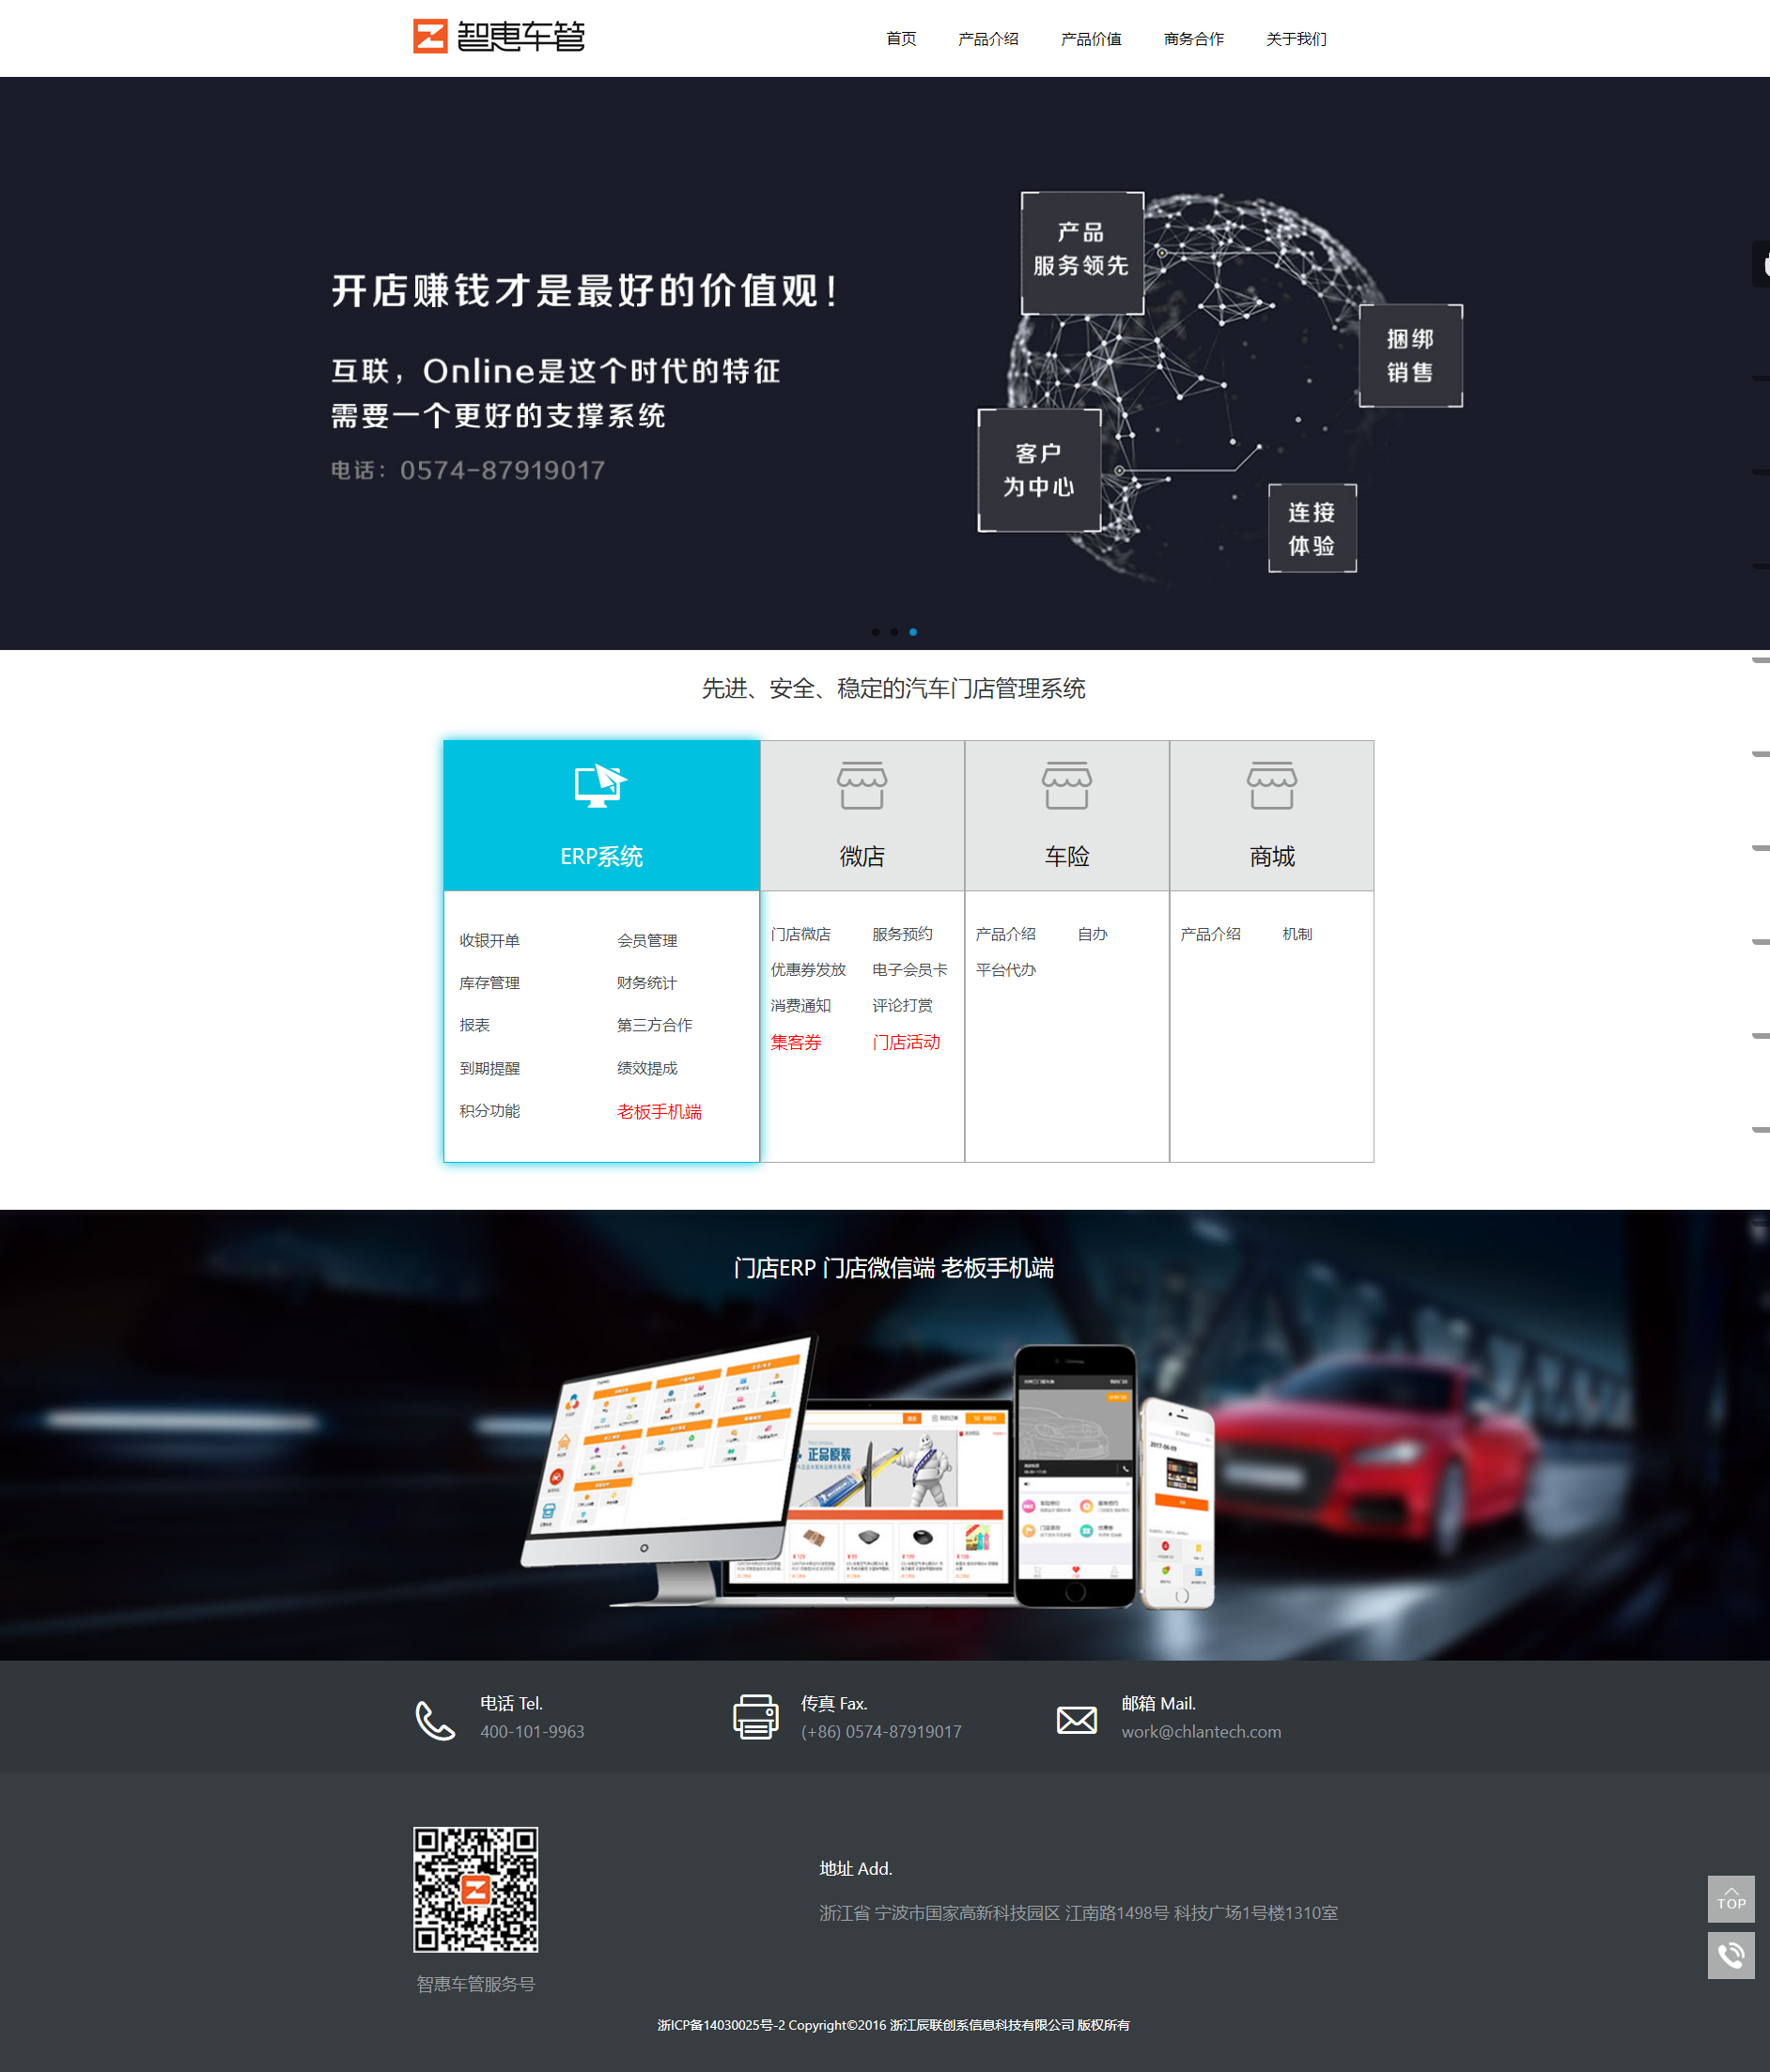 智惠车管
首页 产品介绍 产品价值 商务合作 关于我们
产品
服务领先
开店赚钱才是最好的价值观!
捆绑
销售
互联，Online是这个时代的特征
需要一个更好的支撑系统
电话：0574-87919017
客户
为中心
连接
体验
先进、安全、稳定的汽车门店管理系统
ERP系统 微店 车险 商城
收银开单 会员管理
库存管理 财务统计
报表 第三方合作
到期提醒 绩效提成
积分功能 老板手机端
门店微店 服务预约
优惠券发放 电子会员卡
消费通知 评论打赏
集客券 门店活动
产品介绍 自办
平台代办
产品介绍 机制
门店ERP 门店微信端 老板手机端
正品原装
2017-06-09
电话 Tel.
400-101-9963
传真 Fax.
(+86) 0574-87919017
邮箱 Mail.
work@chlantech.com
地址 Add.
浙江省 宁波市国家高新科技园区 江南路1498号 科技广场1号楼1310室
TOP
智惠车管服务号
浙ICP备14030025号-2 Copyright©2016 浙江辰联创系信息科技有限公司 版权所有